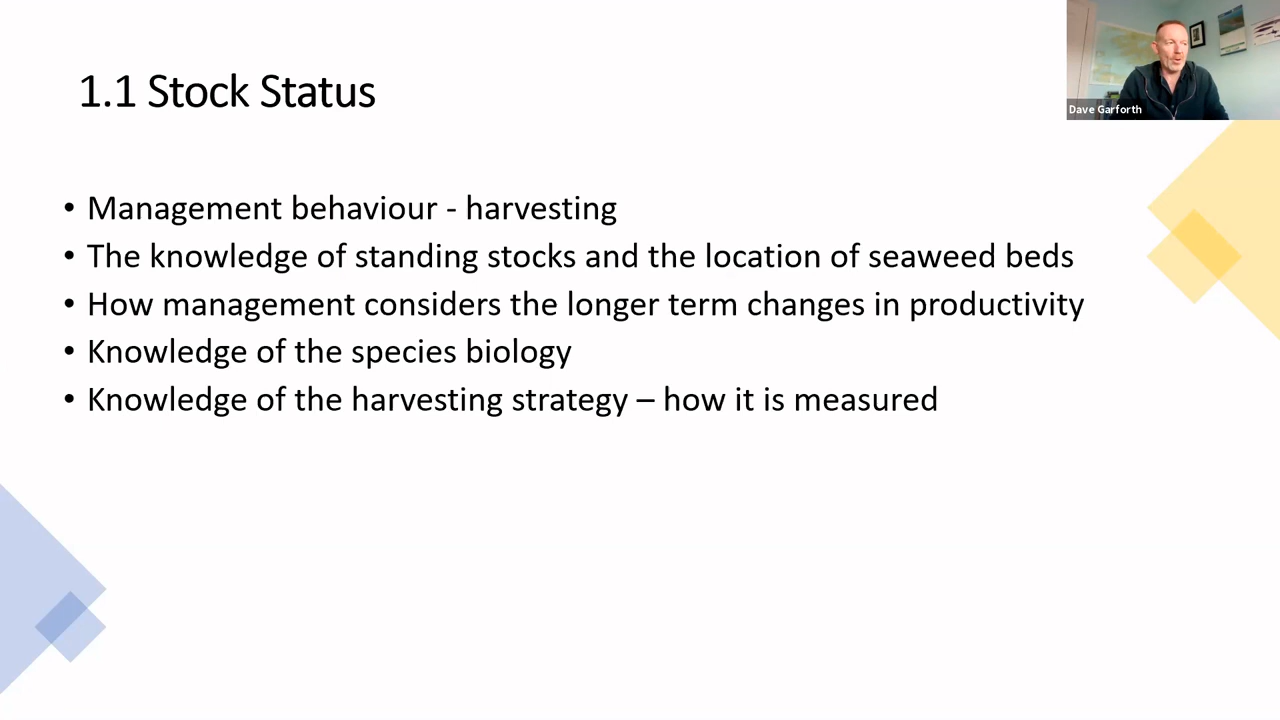 1.1 Stock Status
Dave Garforth
• Management behaviour - harvesting
• The knowledge of standing stocks and the location of seaweed beds
• How management considers the longer term changes in productivity
• Knowledge of the species biology
• Knowledge of the harvesting strategy – how it is measured